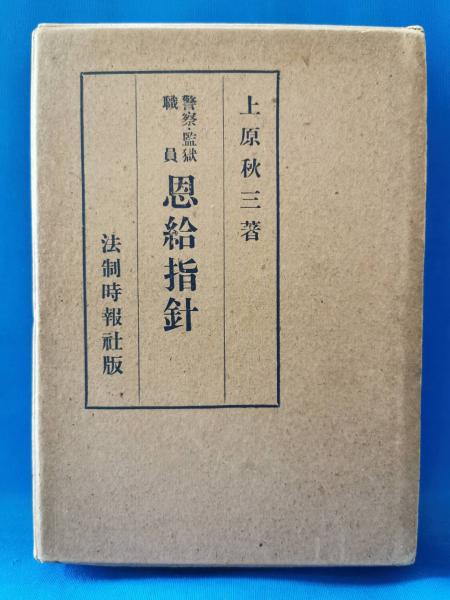 上原秋三著
警察・監獄
職員
恩給指針
法制時報社版